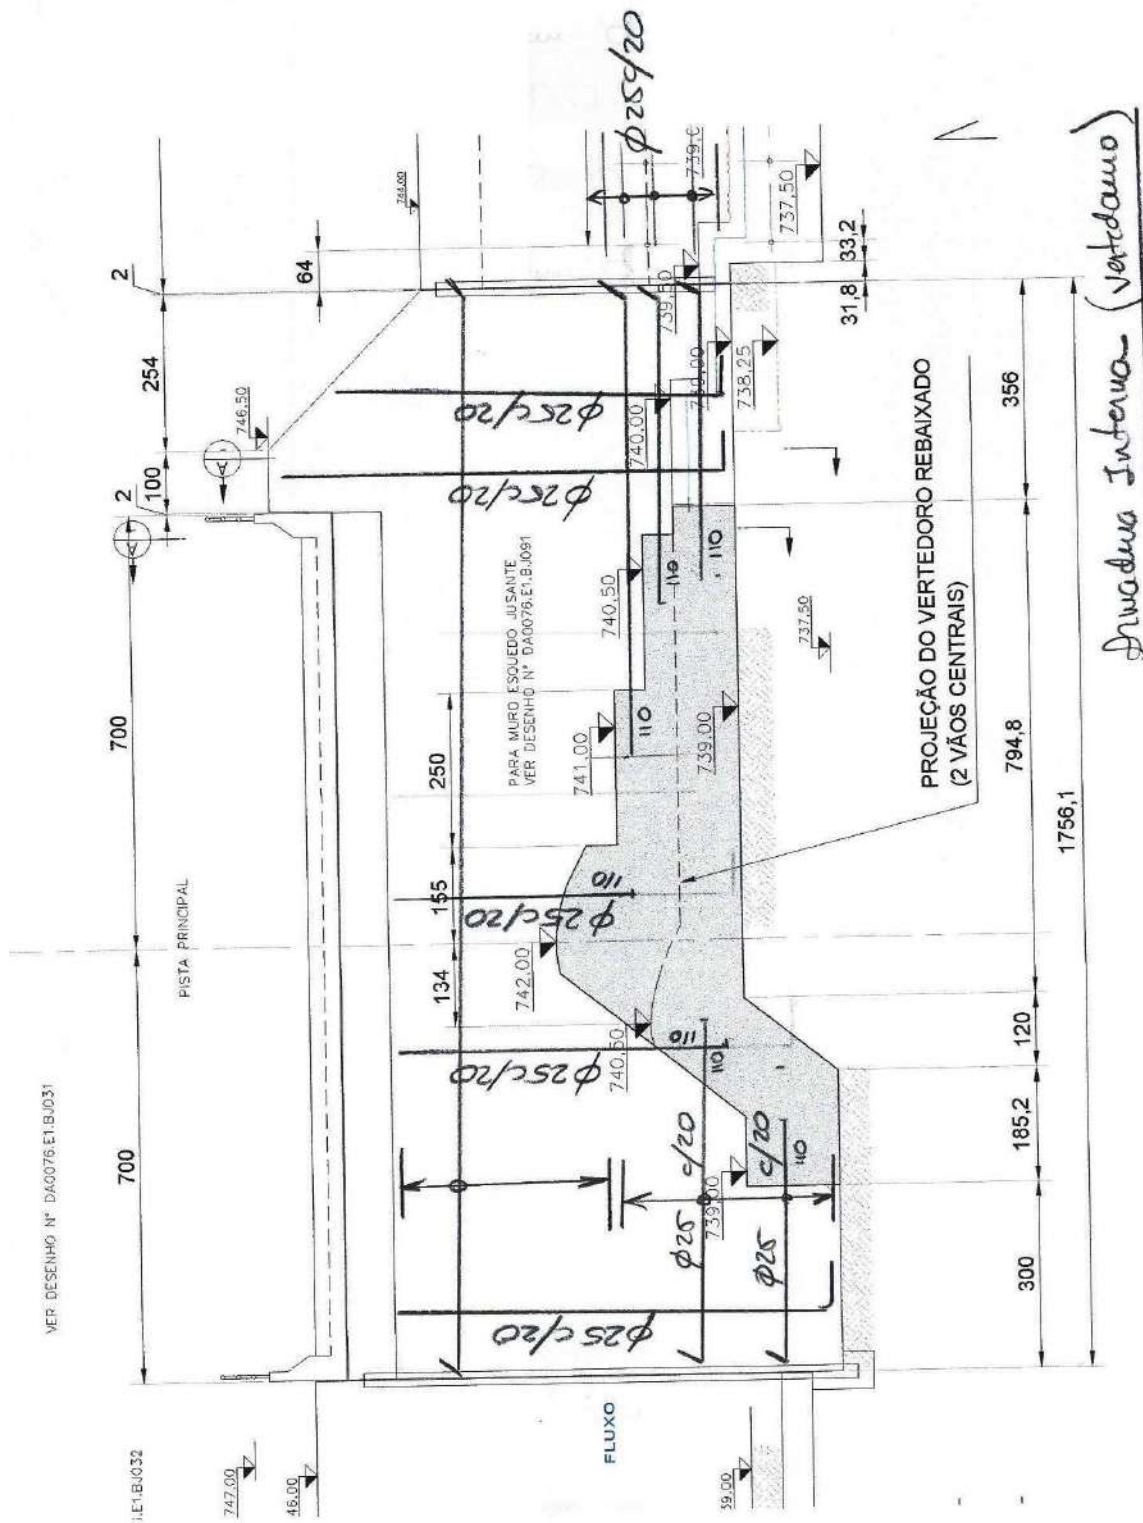 VER DESENHO N° DA0076.E1.BJ031
.E1.BJ032
PISTA PRINCIPAL
700
700
2
100
254
2
64
747.00
46.00
746.50
744.00
A
A
134
155
250
PARA MURO ESQUEDO JUSANTE
VER DESENHO N° DA0076.E1.BJ091
742,00
741,00
740,50
740,50
740.00
739,50
739.00
739,00
738.25
737,50
737,50
39.00
FLUXO
φ25c/20
φ25c/20
φ25c/20
φ25c/20
φ25c/20
φ25c/20
φ25 c/20
φ25 c/20
110
110
110
110
110
110
110
PROJEÇÃO DO VERTEDORO REBAIXADO
(2 VÃOS CENTRAIS)
300
185,2
120
794,8
356
31,8
33,2
1756,1
Armadura Interna (vertedouro)